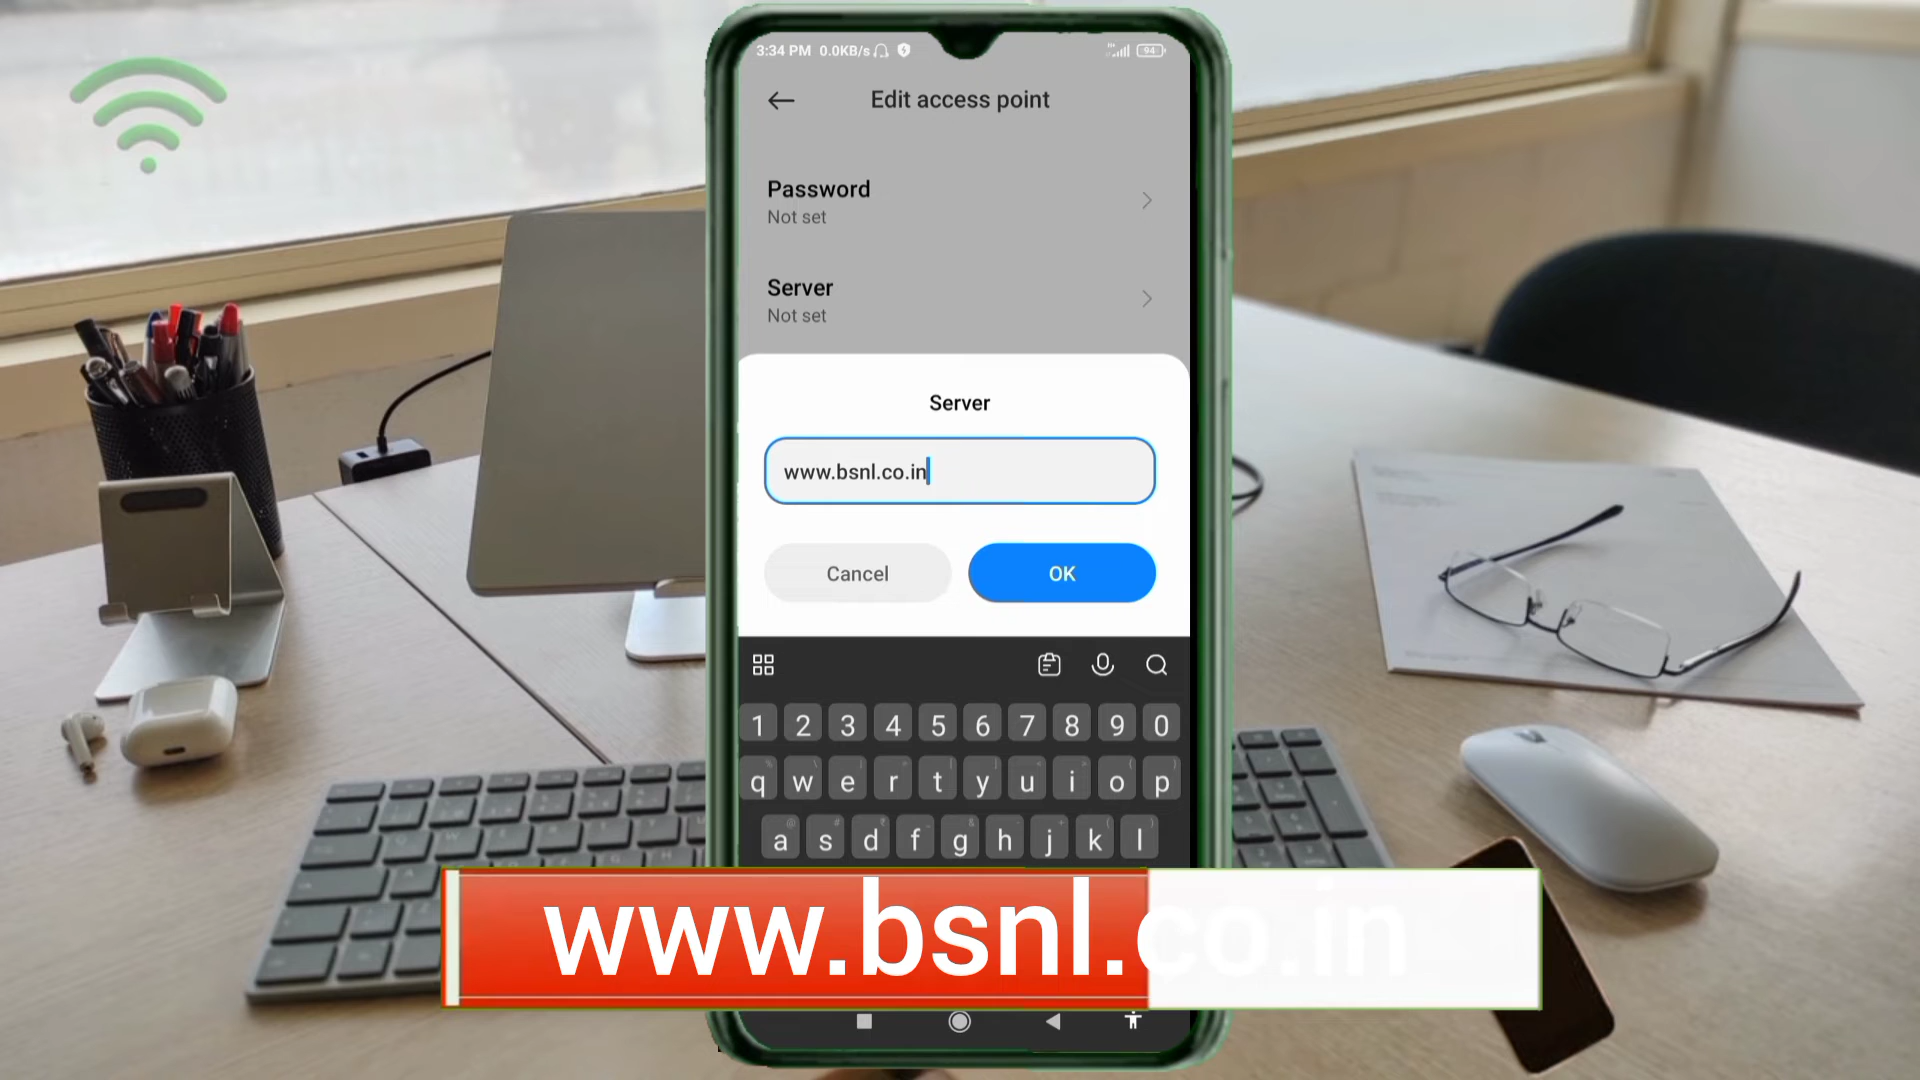 3:34 PM 0.0KB/s 94
Edit access point
Password
Not set
Server
Not set
Server
www.bsnl.co.in
Cancel OK
1 2 3 4 5 6 7 8 9 0
q w e r t y u i o p
a s d f g h j k l
www.bsnl.co.in